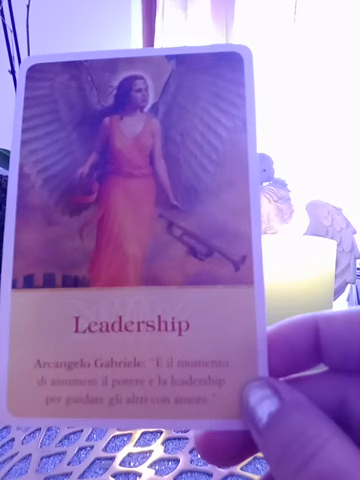 Leadership
Arcangelo Gabriele: "È il momento
di assumere il potere e la leadership
per guidare gli altri con amore."